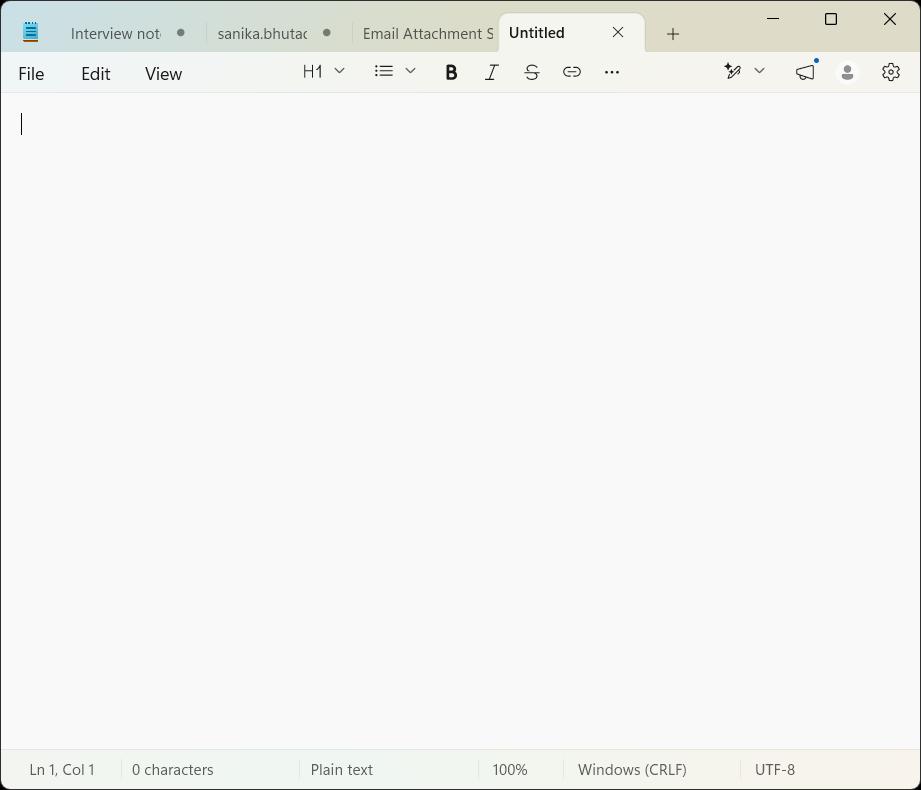 Interview not sanika.bhutac Email Attachment S Untitled
File Edit View H1 B I S
Ln 1, Col 1 0 characters Plain text 100% Windows (CRLF) UTF-8